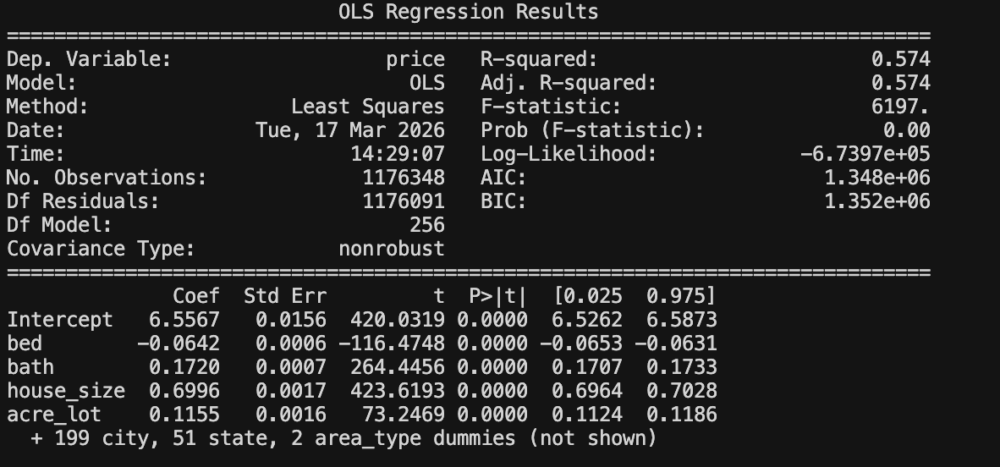 OLS Regression Results
==============================================================================
Dep. Variable: price R-squared: 0.574
Model: OLS Adj. R-squared: 0.574
Method: Least Squares F-statistic: 6197.
Date: Tue, 17 Mar 2026 Prob (F-statistic): 0.00
Time: 14:29:07 Log-Likelihood: -6.7397e+05
No. Observations: 1176348 AIC: 1.348e+06
Df Residuals: 1176091 BIC: 1.352e+06
Df Model: 256
Covariance Type: nonrobust
==============================================================================
Coef Std Err t P>|t| [0.025 0.975]
Intercept 6.5567 0.0156 420.0319 0.0000 6.5262 6.5873
bed -0.0642 0.0006 -116.4748 0.0000 -0.0653 -0.0631
bath 0.1720 0.0007 264.4456 0.0000 0.1707 0.1733
house_size 0.6996 0.0017 423.6193 0.0000 0.6964 0.7028
acre_lot 0.1155 0.0016 73.2469 0.0000 0.1124 0.1186
+ 199 city, 51 state, 2 area_type dummies (not shown)